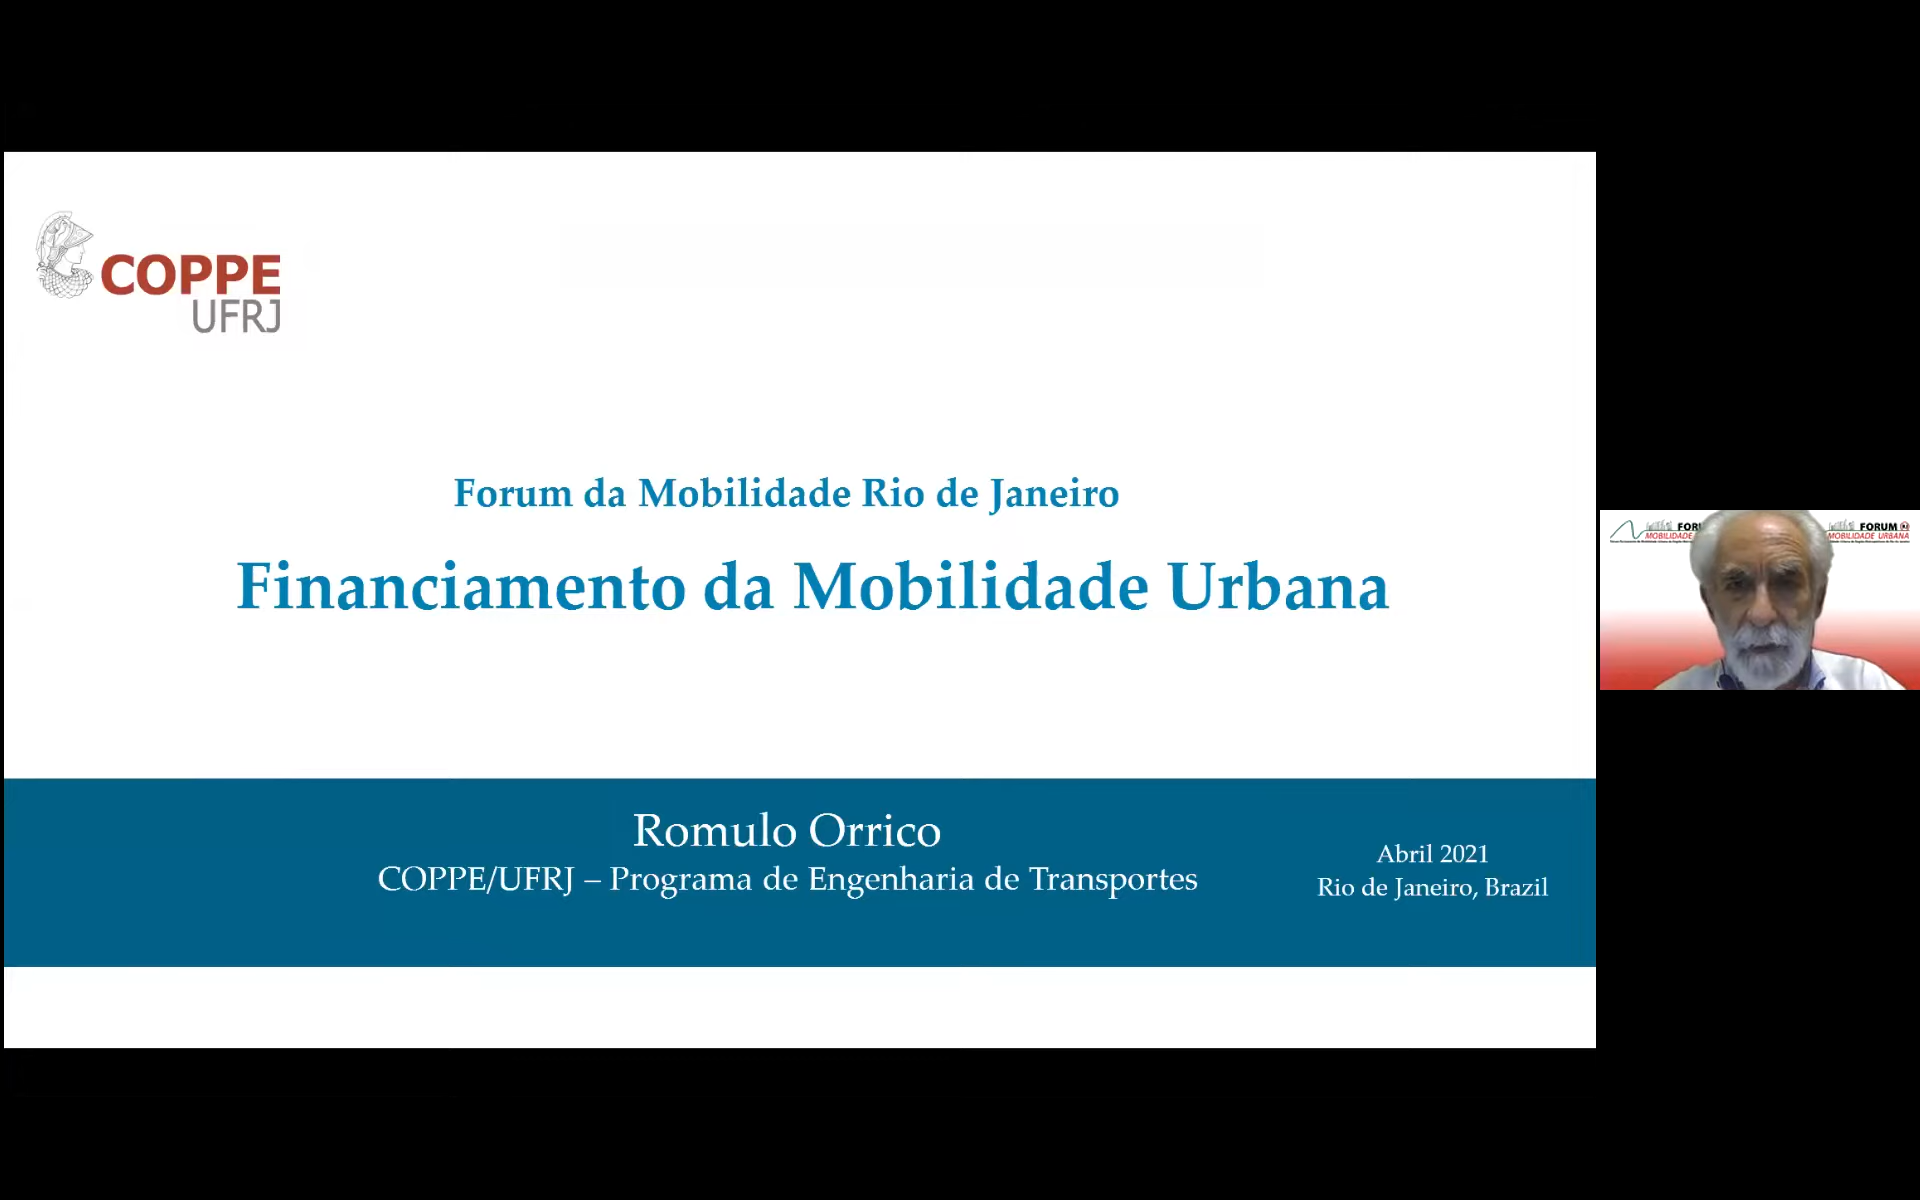 COPPE
UFRJ
Forum da Mobilidade Rio de Janeiro
Financiamento da Mobilidade Urbana
Romulo Orrico
COPPE/UFRJ – Programa de Engenharia de Transportes
Abril 2021
Rio de Janeiro, Brazil
FORUM
MOBILIDADE URBANA